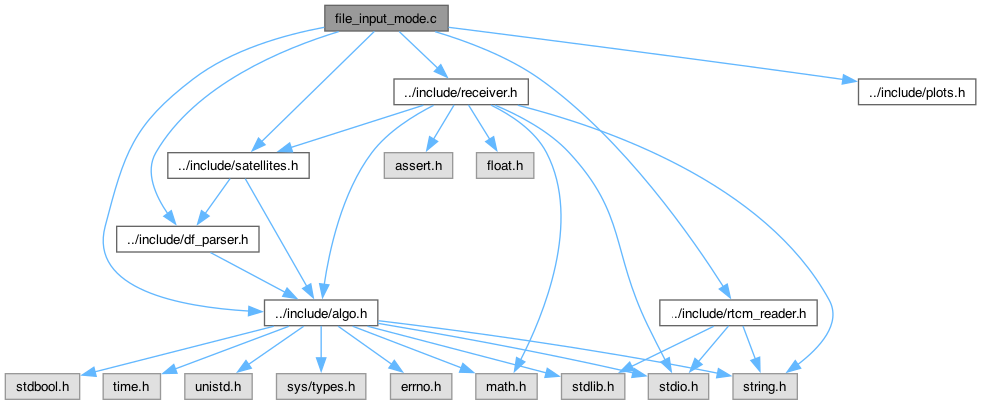 file_input_mode.c
../include/receiver.h
../include/plots.h
../include/satellites.h
assert.h
float.h
../include/df_parser.h
../include/algo.h
../include/rtcm_reader.h
stdbool.h
time.h
unistd.h
sys/types.h
errno.h
math.h
stdlib.h
stdio.h
string.h